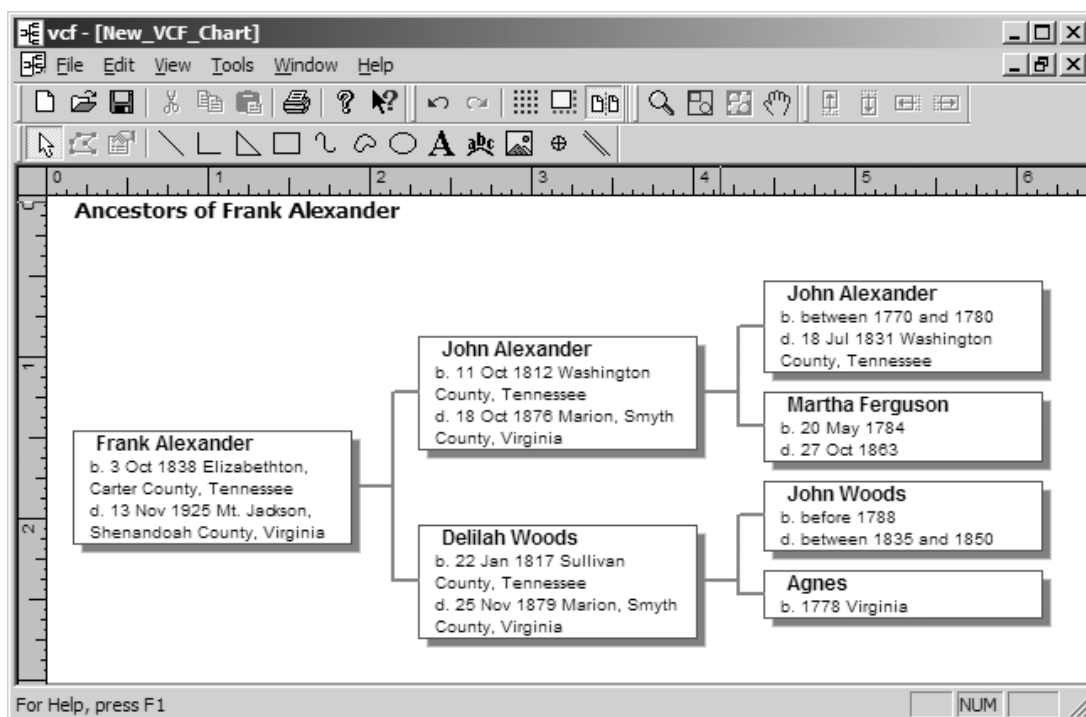 vcf - [New_VCF_Chart]
File Edit View Tools Window Help
A abc
0 1 2 3 4 5 6
0
1
2
Ancestors of Frank Alexander
Frank Alexander
b. 3 Oct 1838 Elizabethton,
Carter County, Tennessee
d. 13 Nov 1925 Mt. Jackson,
Shenandoah County, Virginia
John Alexander
b. 11 Oct 1812 Washington
County, Tennessee
d. 18 Oct 1876 Marion, Smyth
County, Virginia
Delilah Woods
b. 22 Jan 1817 Sullivan
County, Tennessee
d. 25 Nov 1879 Marion, Smyth
County, Virginia
John Alexander
b. between 1770 and 1780
d. 18 Jul 1831 Washington
County, Tennessee
Martha Ferguson
b. 20 May 1784
d. 27 Oct 1863
John Woods
b. before 1788
d. between 1835 and 1850
Agnes
b. 1778 Virginia
For Help, press F1
NUM